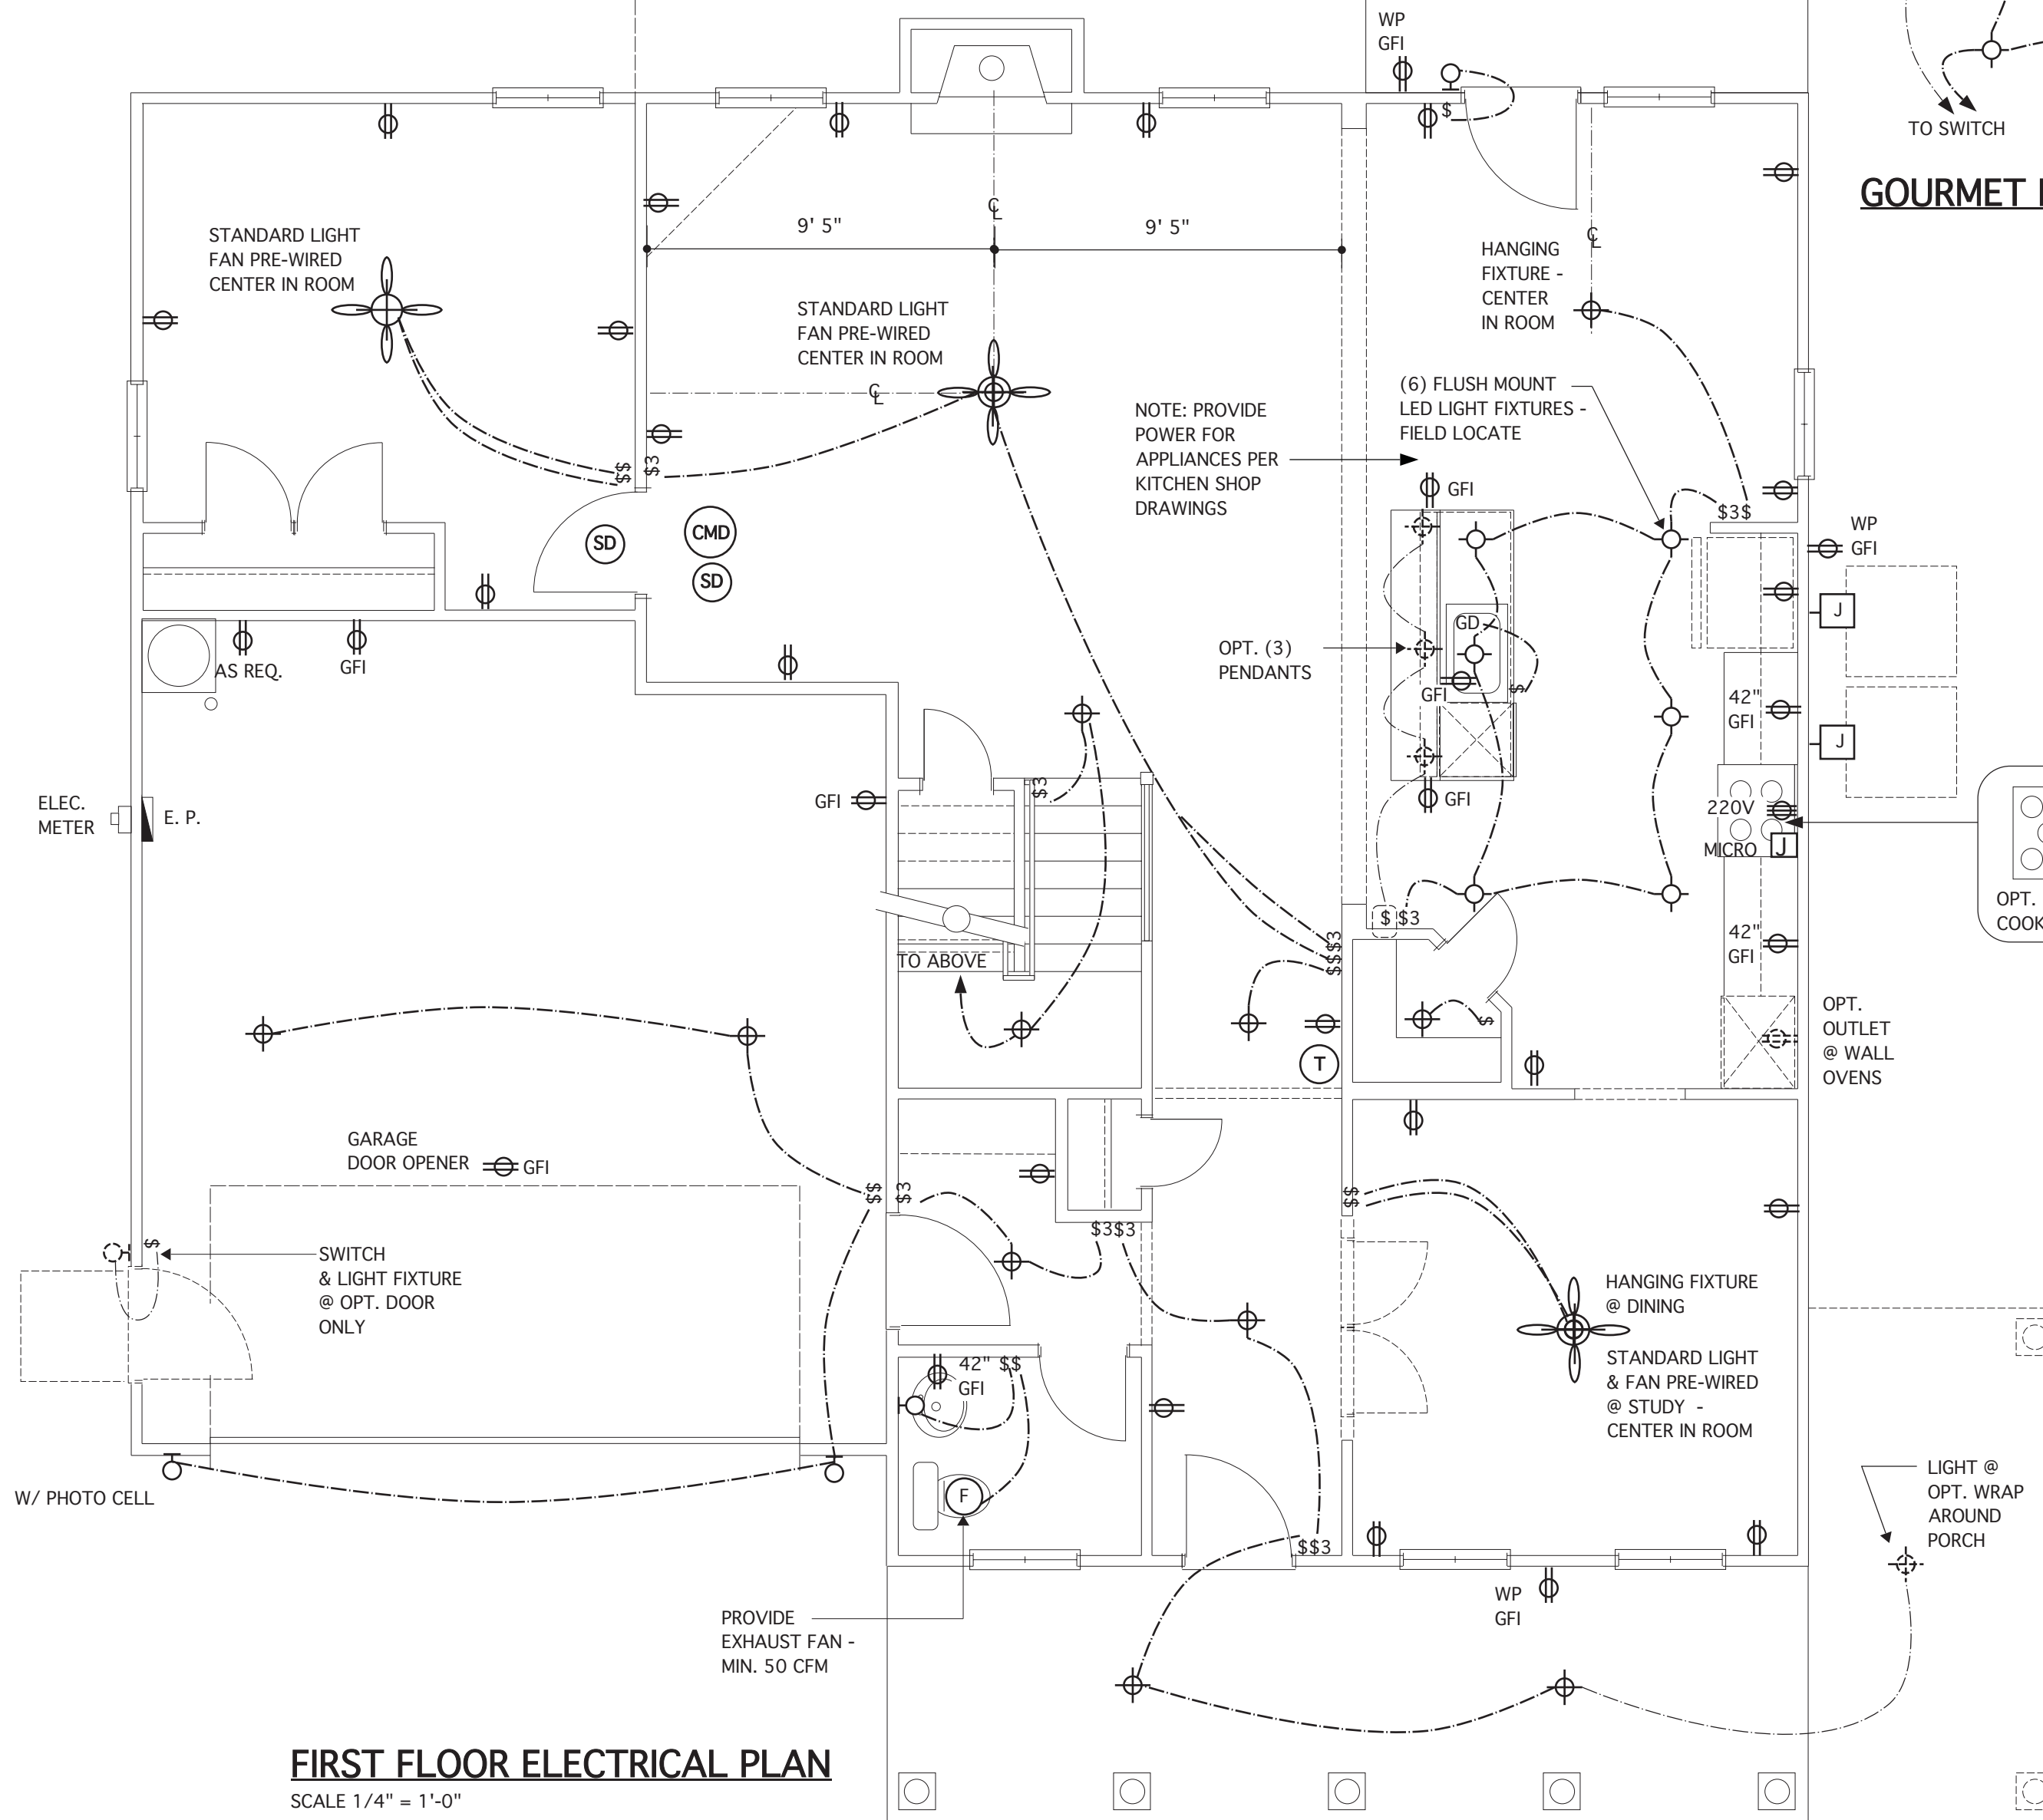 WP
GFI
TO SWITCH
GOURMET
$
STANDARD LIGHT
FAN PRE-WIRED
CENTER IN ROOM
9' 5"
9' 5"
HANGING
FIXTURE -
CENTER
IN ROOM
STANDARD LIGHT
FAN PRE-WIRED
CENTER IN ROOM
(6) FLUSH MOUNT
LED LIGHT FIXTURES -
FIELD LOCATE
NOTE: PROVIDE
POWER FOR
APPLIANCES PER
KITCHEN SHOP
DRAWINGS
$$
$3
GFI
$3$
SD
CMD
SD
WP
GFI
J
GD
OPT. (3)
PENDANTS
AS REQ.
GFI
GFI
$
42"
GFI
J
$3
GFI
GFI
220V
MICRO
J
ELEC.
METER
E. P.
OPT.
COOK
$ $3
$$$3
42"
GFI
TO ABOVE
$
T
OPT.
OUTLET
@ WALL
OVENS
GARAGE
DOOR OPENER
GFI
$$
$3
$$
$3$3
$
SWITCH
& LIGHT FIXTURE
@ OPT. DOOR
ONLY
HANGING FIXTURE
@ DINING
STANDARD LIGHT
& FAN PRE-WIRED
@ STUDY -
CENTER IN ROOM
42" $$
GFI
F
W/ PHOTO CELL
LIGHT @
OPT. WRAP
AROUND
PORCH
$$3
WP
GFI
PROVIDE
EXHAUST FAN -
MIN. 50 CFM
FIRST FLOOR ELECTRICAL PLAN
SCALE 1/4" = 1'-0"